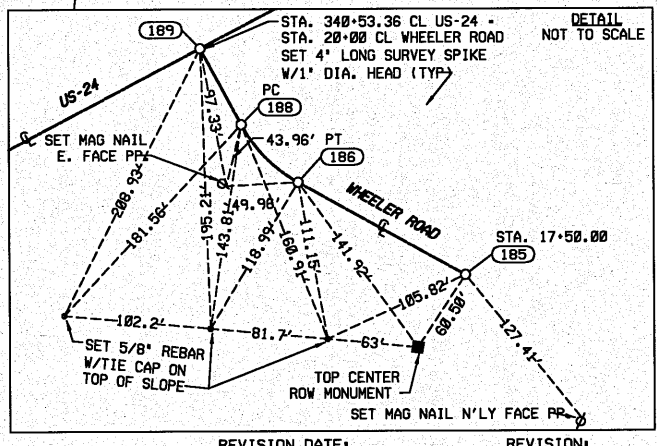 DETAIL
NOT TO SCALE
189
STA. 340+53.36 CL US-24 =
STA. 20+00 CL WHEELER ROAD
SET 4" LONG SURVEY SPIKE
W/1" DIA. HEAD (TYP)
US-24
PC
188
97.33'
43.96'
PT
186
SET MAG NAIL
E. FACE PP
WHEELER ROAD
208.93'
181.56'
195.21'
143.81'
49.98'
118.99'
160.91'
111.15'
141.92'
STA. 17+50.00
185
105.82'
60.50'
127.41'
102.2'
81.7'
63'
SET 5/8" REBAR
W/TIE CAP ON
TOP OF SLOPE
TOP CENTER
ROW MONUMENT
SET MAG NAIL N'LY FACE PP
REVISION DATE:
REVISION: